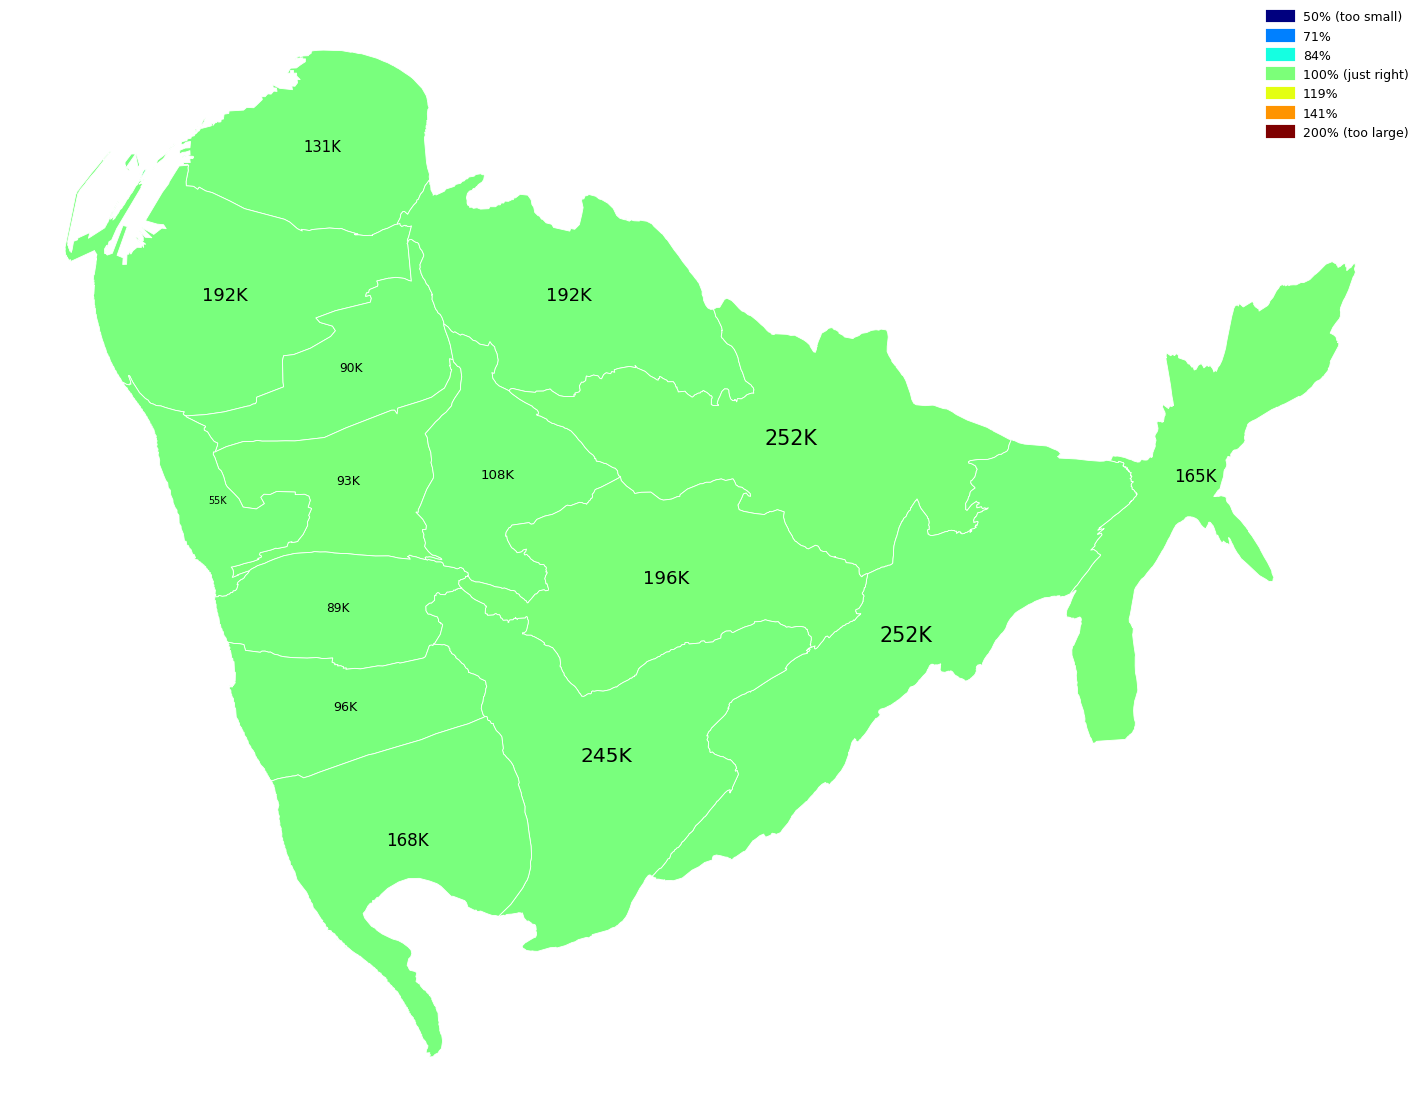 50% (too small)
71%
84%
100% (just right)
119%
141%
200% (too large)
131K
192K
192K
90K
252K
108K
165K
93K
55K
196K
89K
252K
96K
245K
168K